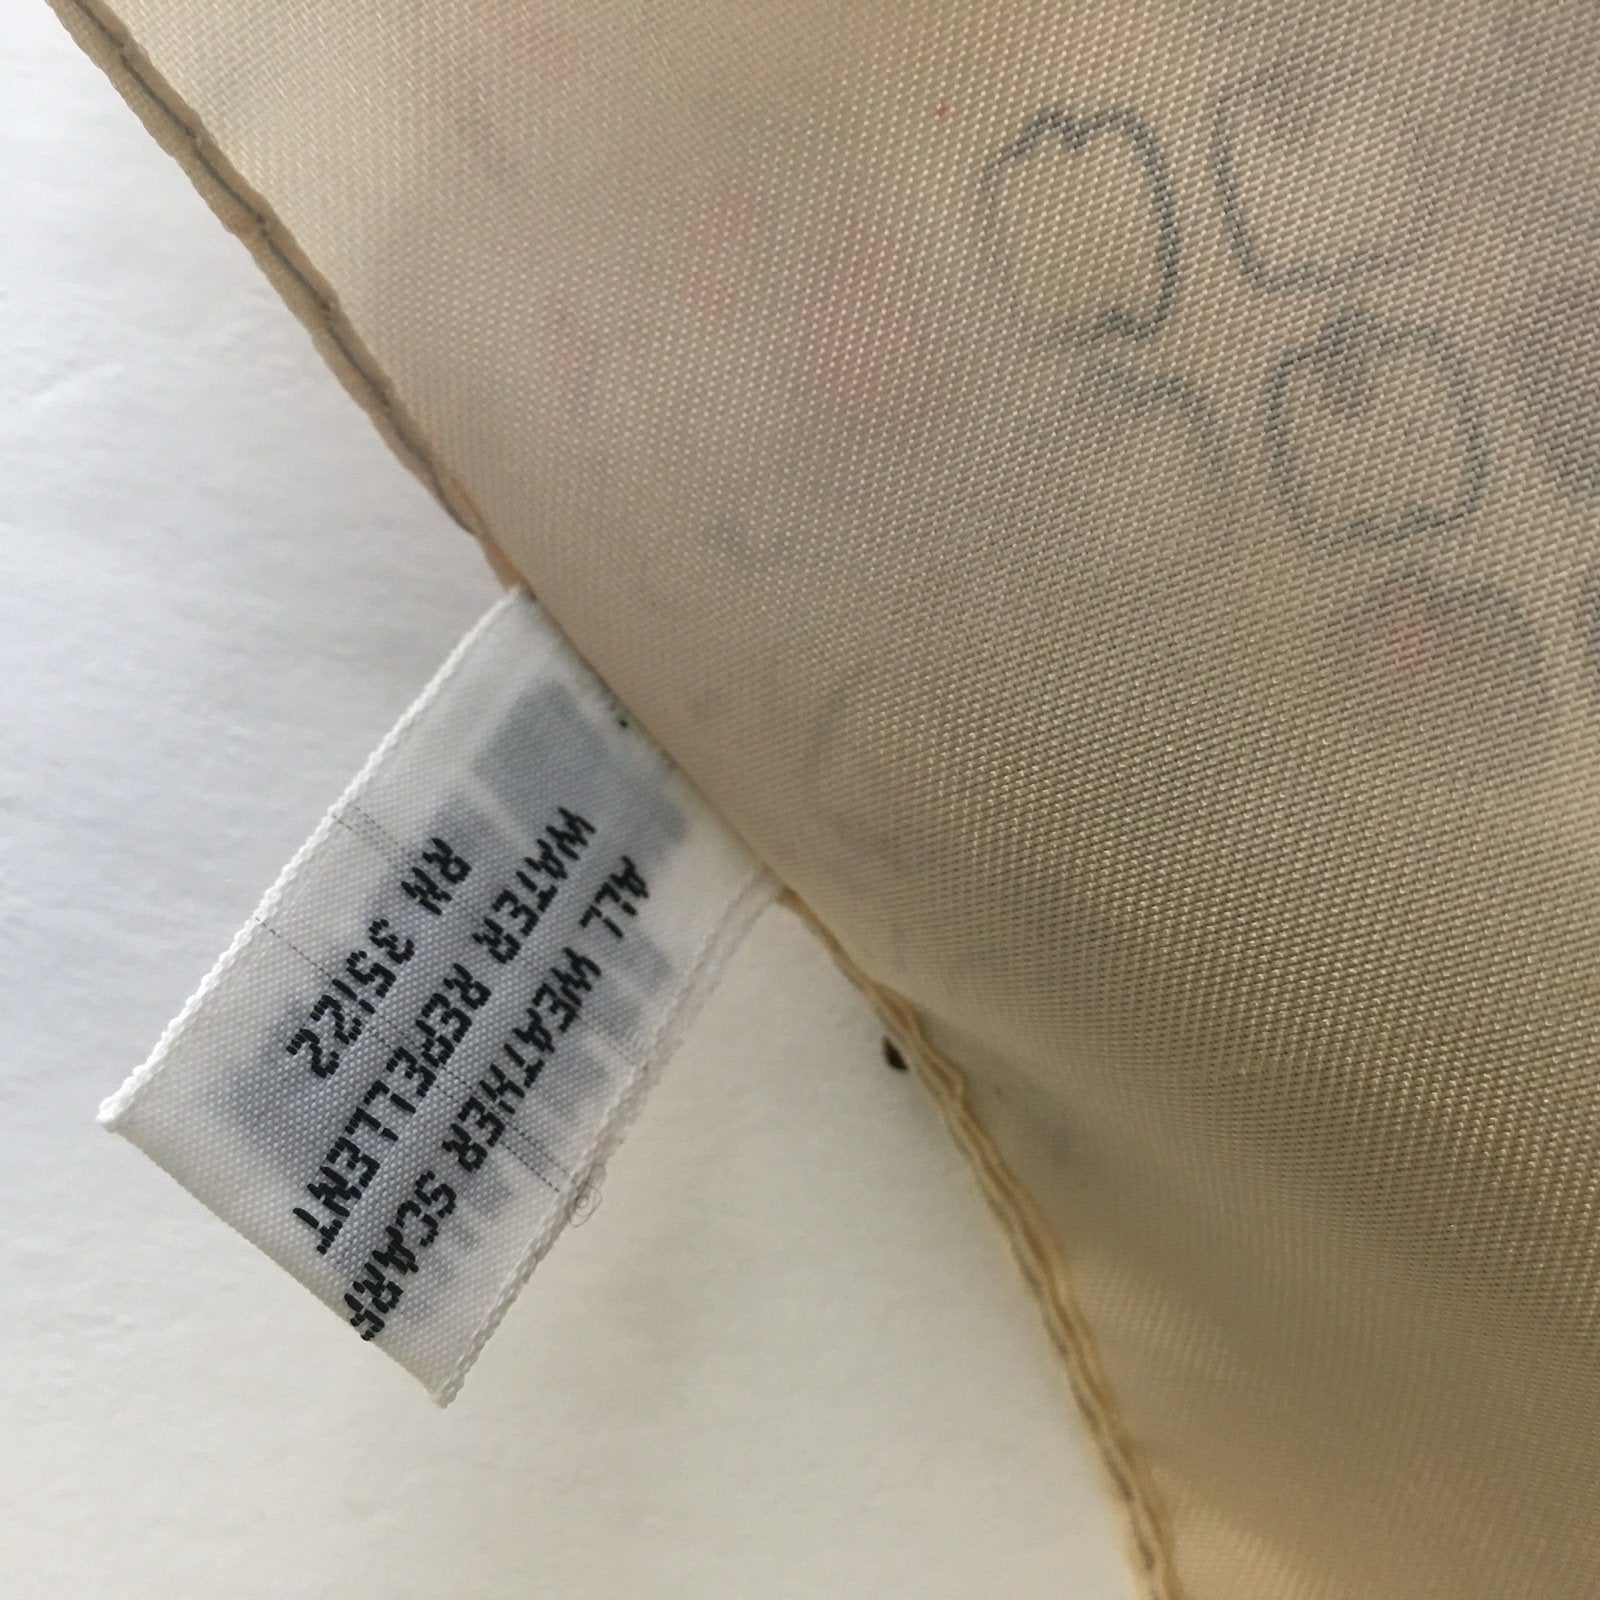 ALL WEATHER SCARF
WATER REPELLENT
RN 35122